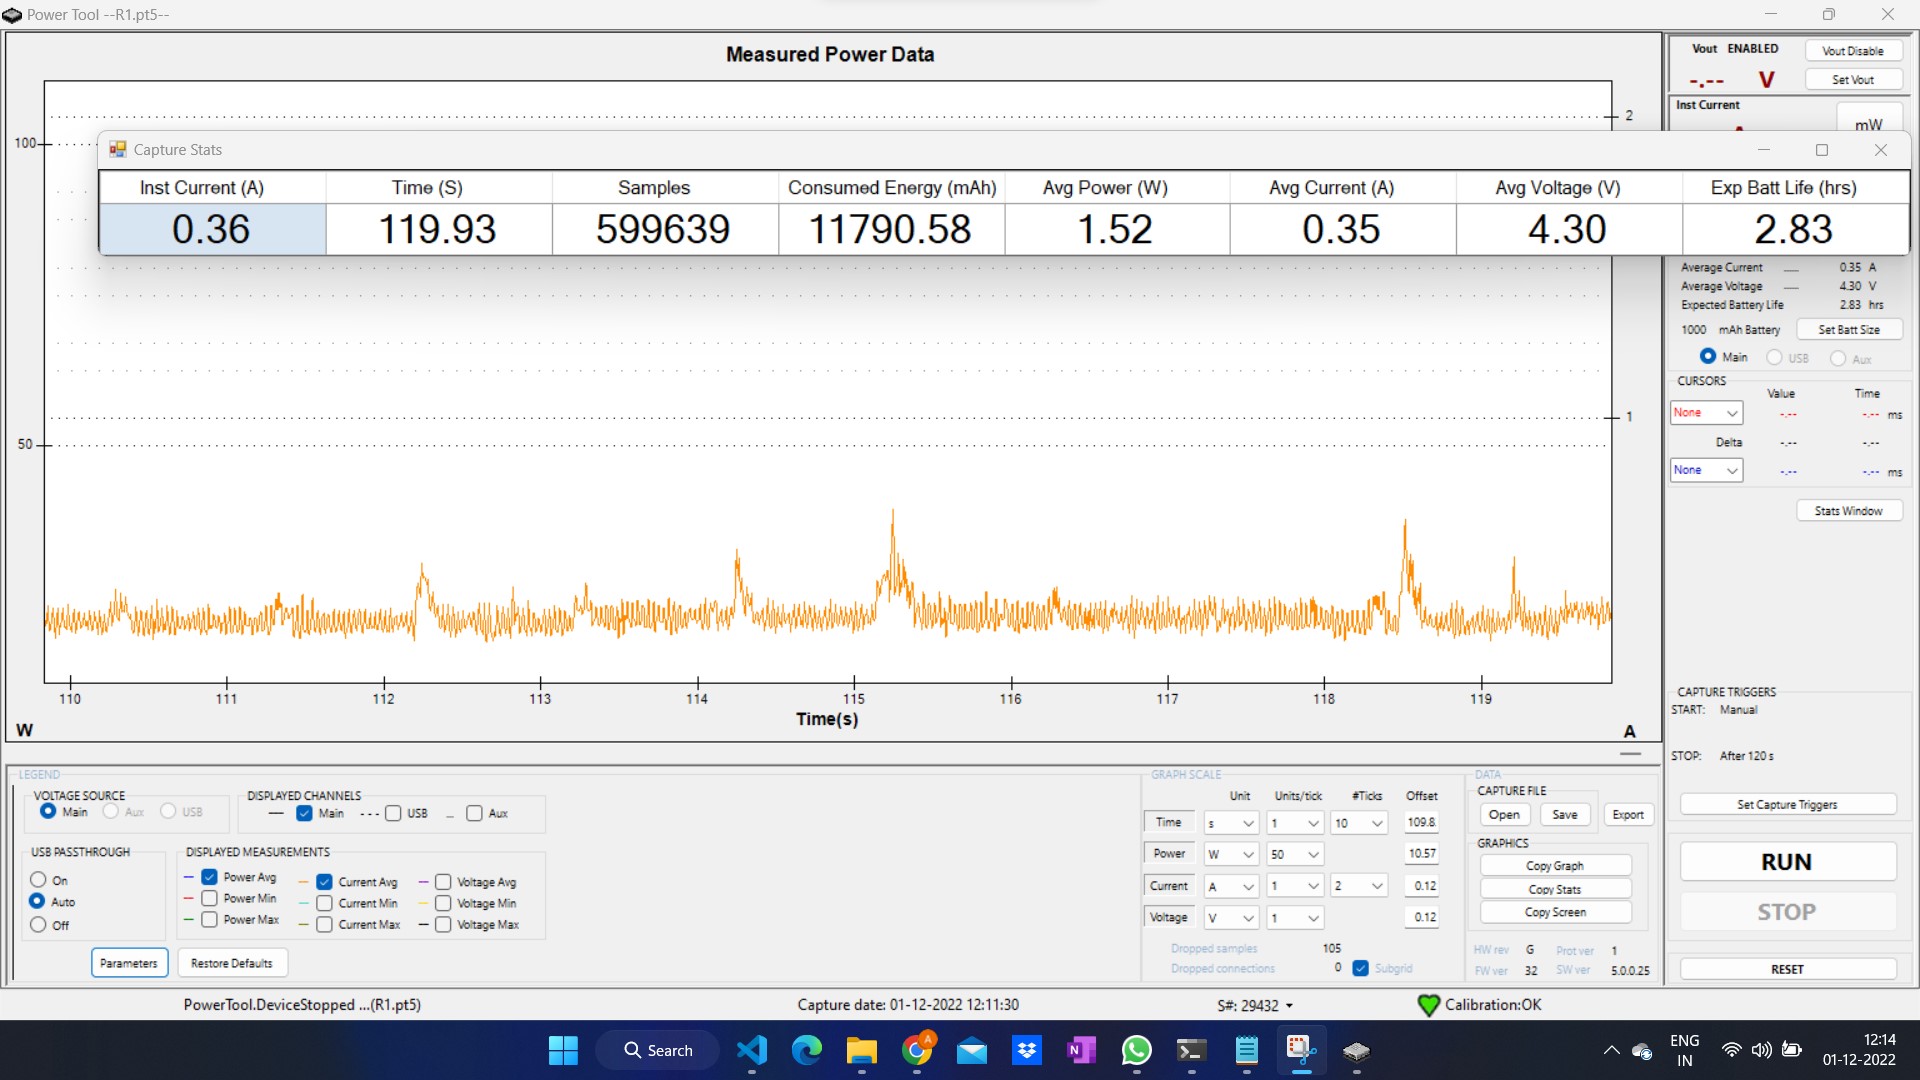 Power Tool --R1.pt5--
Measured Power Data
100
50
2
1
Capture Stats
Inst Current (A) Time (S) Samples Consumed Energy (mAh) Avg Power (W) Avg Current (A) Avg Voltage (V) Exp Batt Life (hrs)
0.36 119.93 599639 11790.58 1.52 0.35 4.30 2.83
110 111 112 113 114 115 116 117 118 119
Time(s)
W
A
Vout ENABLED Vout Disable
-.-- V Set Vout
Inst Current
mW
Average Current 0.35 A
Average Voltage 4.30 V
Expected Battery Life 2.83 hrs
1000 mAh Battery Set Batt Size
Main USB Aux
CURSORS
Value Time
None -.-- -.-- ms
Delta -.-- -.--
None -.-- -.-- ms
Stats Window
CAPTURE TRIGGERS
START: Manual
STOP: After 120 s
Set Capture Triggers
RUN
STOP
RESET
LEGEND
VOLTAGE SOURCE
Main Aux USB
DISPLAYED CHANNELS
Main USB Aux
USB PASSTHROUGH
On
Auto
Off
DISPLAYED MEASUREMENTS
Power Avg Current Avg Voltage Avg
Power Min Current Min Voltage Min
Power Max Current Max Voltage Max
Parameters Restore Defaults
GRAPH SCALE
Unit Units/tick #Ticks Offset
Time s 1 10 109.8
Power W 50 10.57
Current A 1 2 0.12
Voltage V 1 0.12
Dropped samples 105
Dropped connections 0 Subgrid
DATA
CAPTURE FILE
Open Save Export
GRAPHICS
Copy Graph
Copy Stats
Copy Screen
HW rev G Prot ver 1
FW ver 32 SW ver 5.0.0.25
PowerTool.DeviceStopped ...(R1.pt5) Capture date: 01-12-2022 12:11:30 S#: 29432 Calibration:OK
Search
A
N
ENG
IN
12:14
01-12-2022